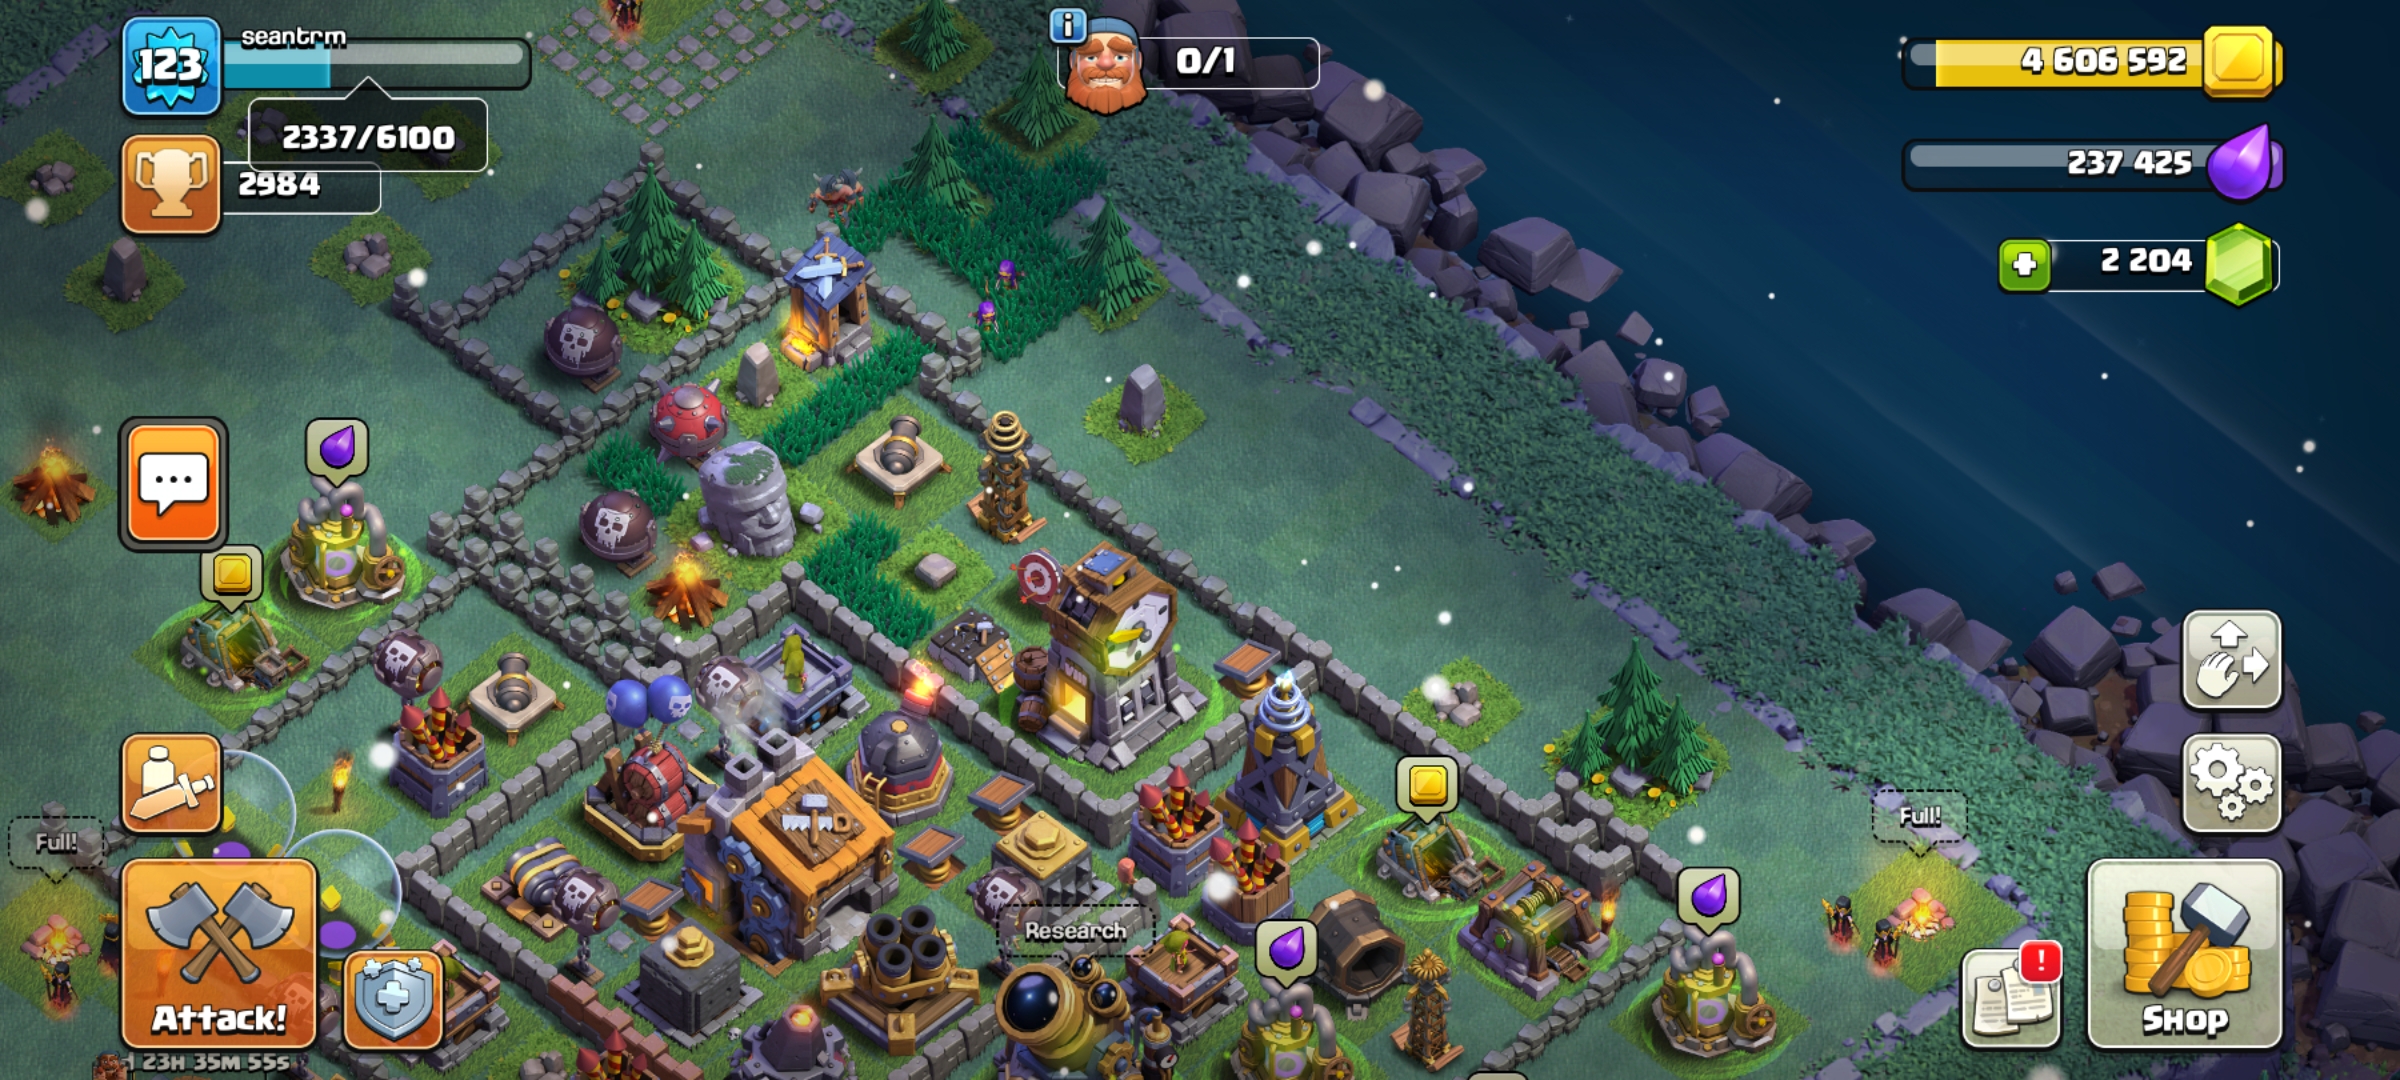 123
seantrm
2337/6100
2984
i
0/1
4 606 592
237 425
2 204
Full!
Full!
Research
Attack!
23H 35M 55s
!
Shop